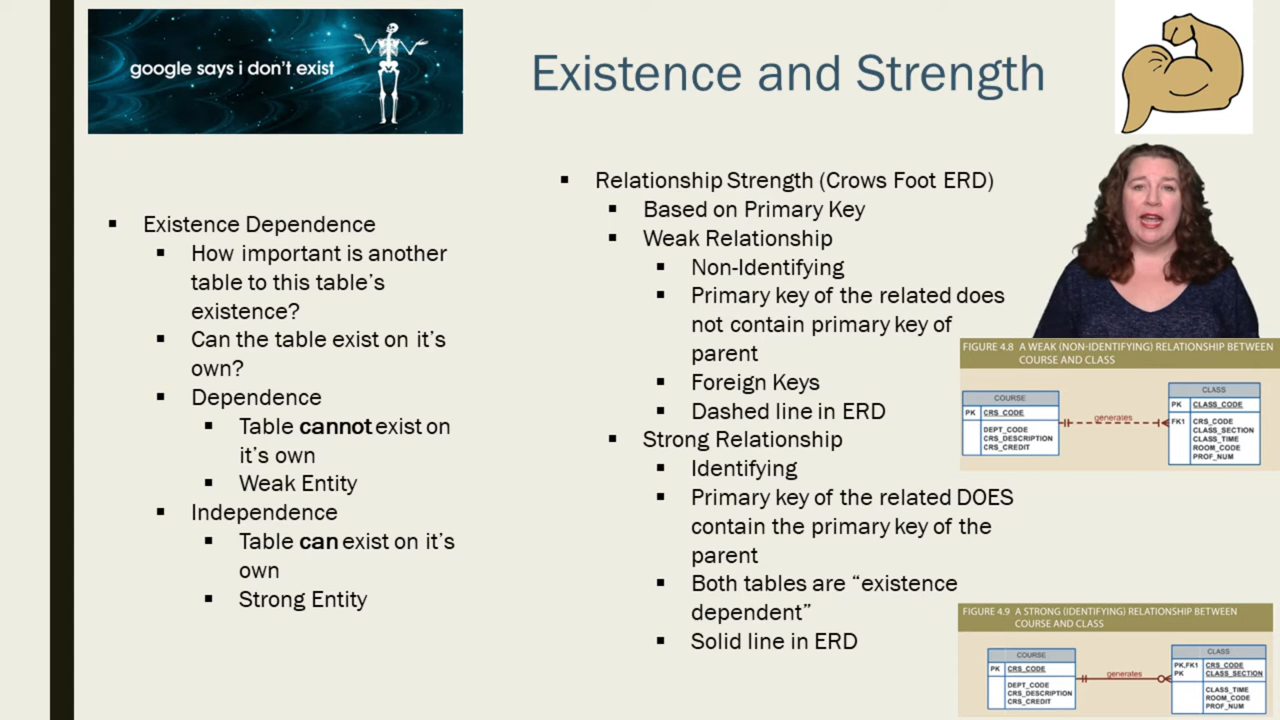 google says i don't exist
Existence and Strength
▪ Existence Dependence
▪ How important is another
table to this table's
existence?
▪ Can the table exist on it's
own?
▪ Dependence
▪ Table cannot exist on
it's own
▪ Weak Entity
▪ Independence
▪ Table can exist on it's
own
▪ Strong Entity
▪ Relationship Strength (Crows Foot ERD)
▪ Based on Primary Key
▪ Weak Relationship
▪ Non-Identifying
▪ Primary key of the related does
not contain primary key of
parent
▪ Foreign Keys
▪ Dashed line in ERD
▪ Strong Relationship
▪ Identifying
▪ Primary key of the related DOES
contain the primary key of the
parent
▪ Both tables are “existence
dependent”
▪ Solid line in ERD
FIGURE 4.8 A WEAK (NON-IDENTIFYING) RELATIONSHIP BETWEEN
COURSE AND CLASS
COURSE
PK CRS_CODE
DEPT_CODE
CRS_DESCRIPTION
CRS_CREDIT
generates
CLASS
PK CLASS_CODE
FK1 CRS_CODE
CLASS_SECTION
CLASS_TIME
ROOM_CODE
PROF_NUM
FIGURE 4.9 A STRONG (IDENTIFYING) RELATIONSHIP BETWEEN
COURSE AND CLASS
COURSE
PK CRS_CODE
DEPT_CODE
CRS_DESCRIPTION
CRS_CREDIT
generates
CLASS
PK,FK1 CRS_CODE
PK CLASS_SECTION
CLASS_TIME
ROOM_CODE
PROF_NUM